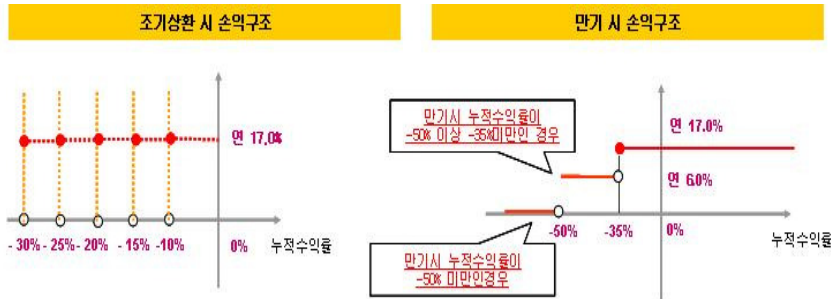 조기상환 시 손익구조
만기 시 손익구조
연 17.0%
- 30%
- 25%
- 20%
-15%
-10%
0%
누적수익률
만기시 누적수익률이
-50% 이상 -35%미만인 경우
연 17.0%
연 6.0%
-50%
-35%
0%
누적수익률
만기시 누적수익률이
-50% 미만인경우